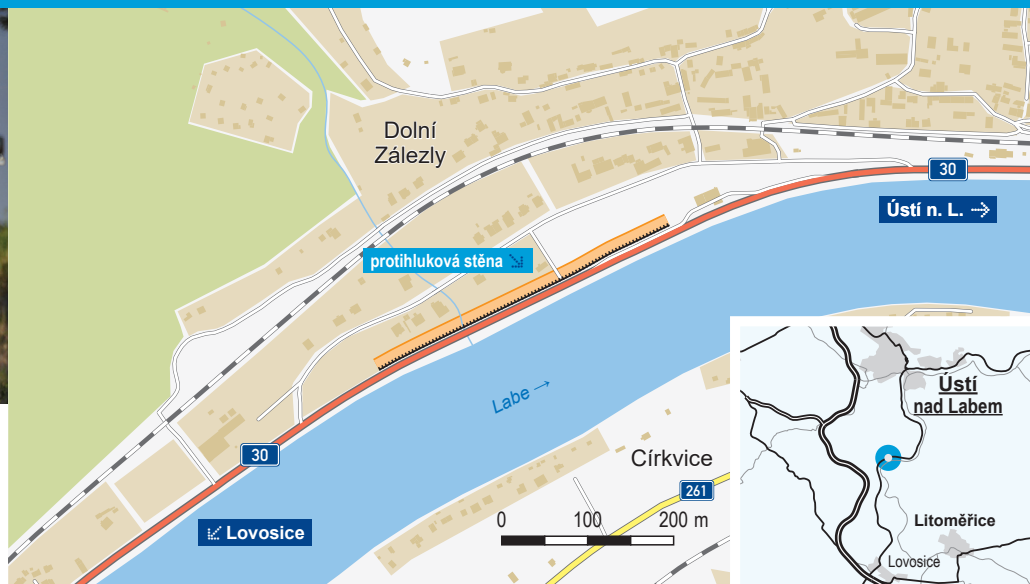 Dolní
Zálezly
30
Ústí n. L.
protihluková stěna
Labe →
Církvice
30
261
Lovosice
0 100 200 m
Ústí
nad Labem
Litoměřice
Lovosice